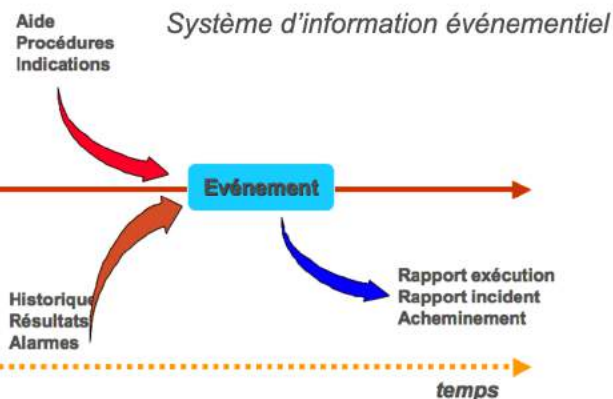 Système d'information événementiel
Aide
Procédures
Indications
Evénement
Historique
Résultats
Alarmes
Rapport exécution
Rapport incident
Acheminement
temps